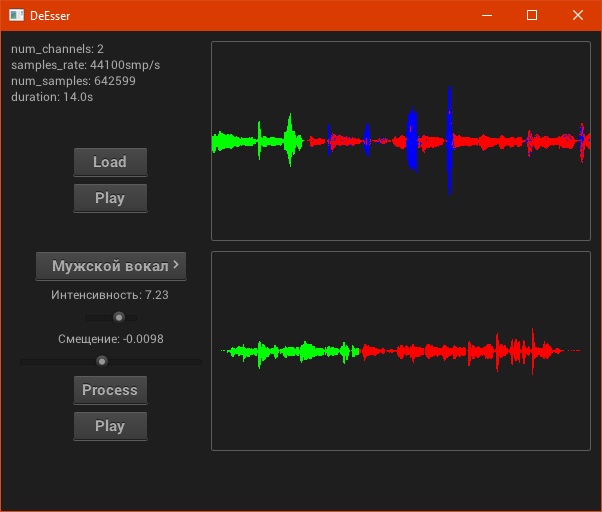 DeEsser
num_channels: 2
samples_rate: 44100smp/s
num_samples: 642599
duration: 14.0s
Load
Play
Мужской вокал
Интенсивность: 7.23
Смещение: -0.0098
Process
Play